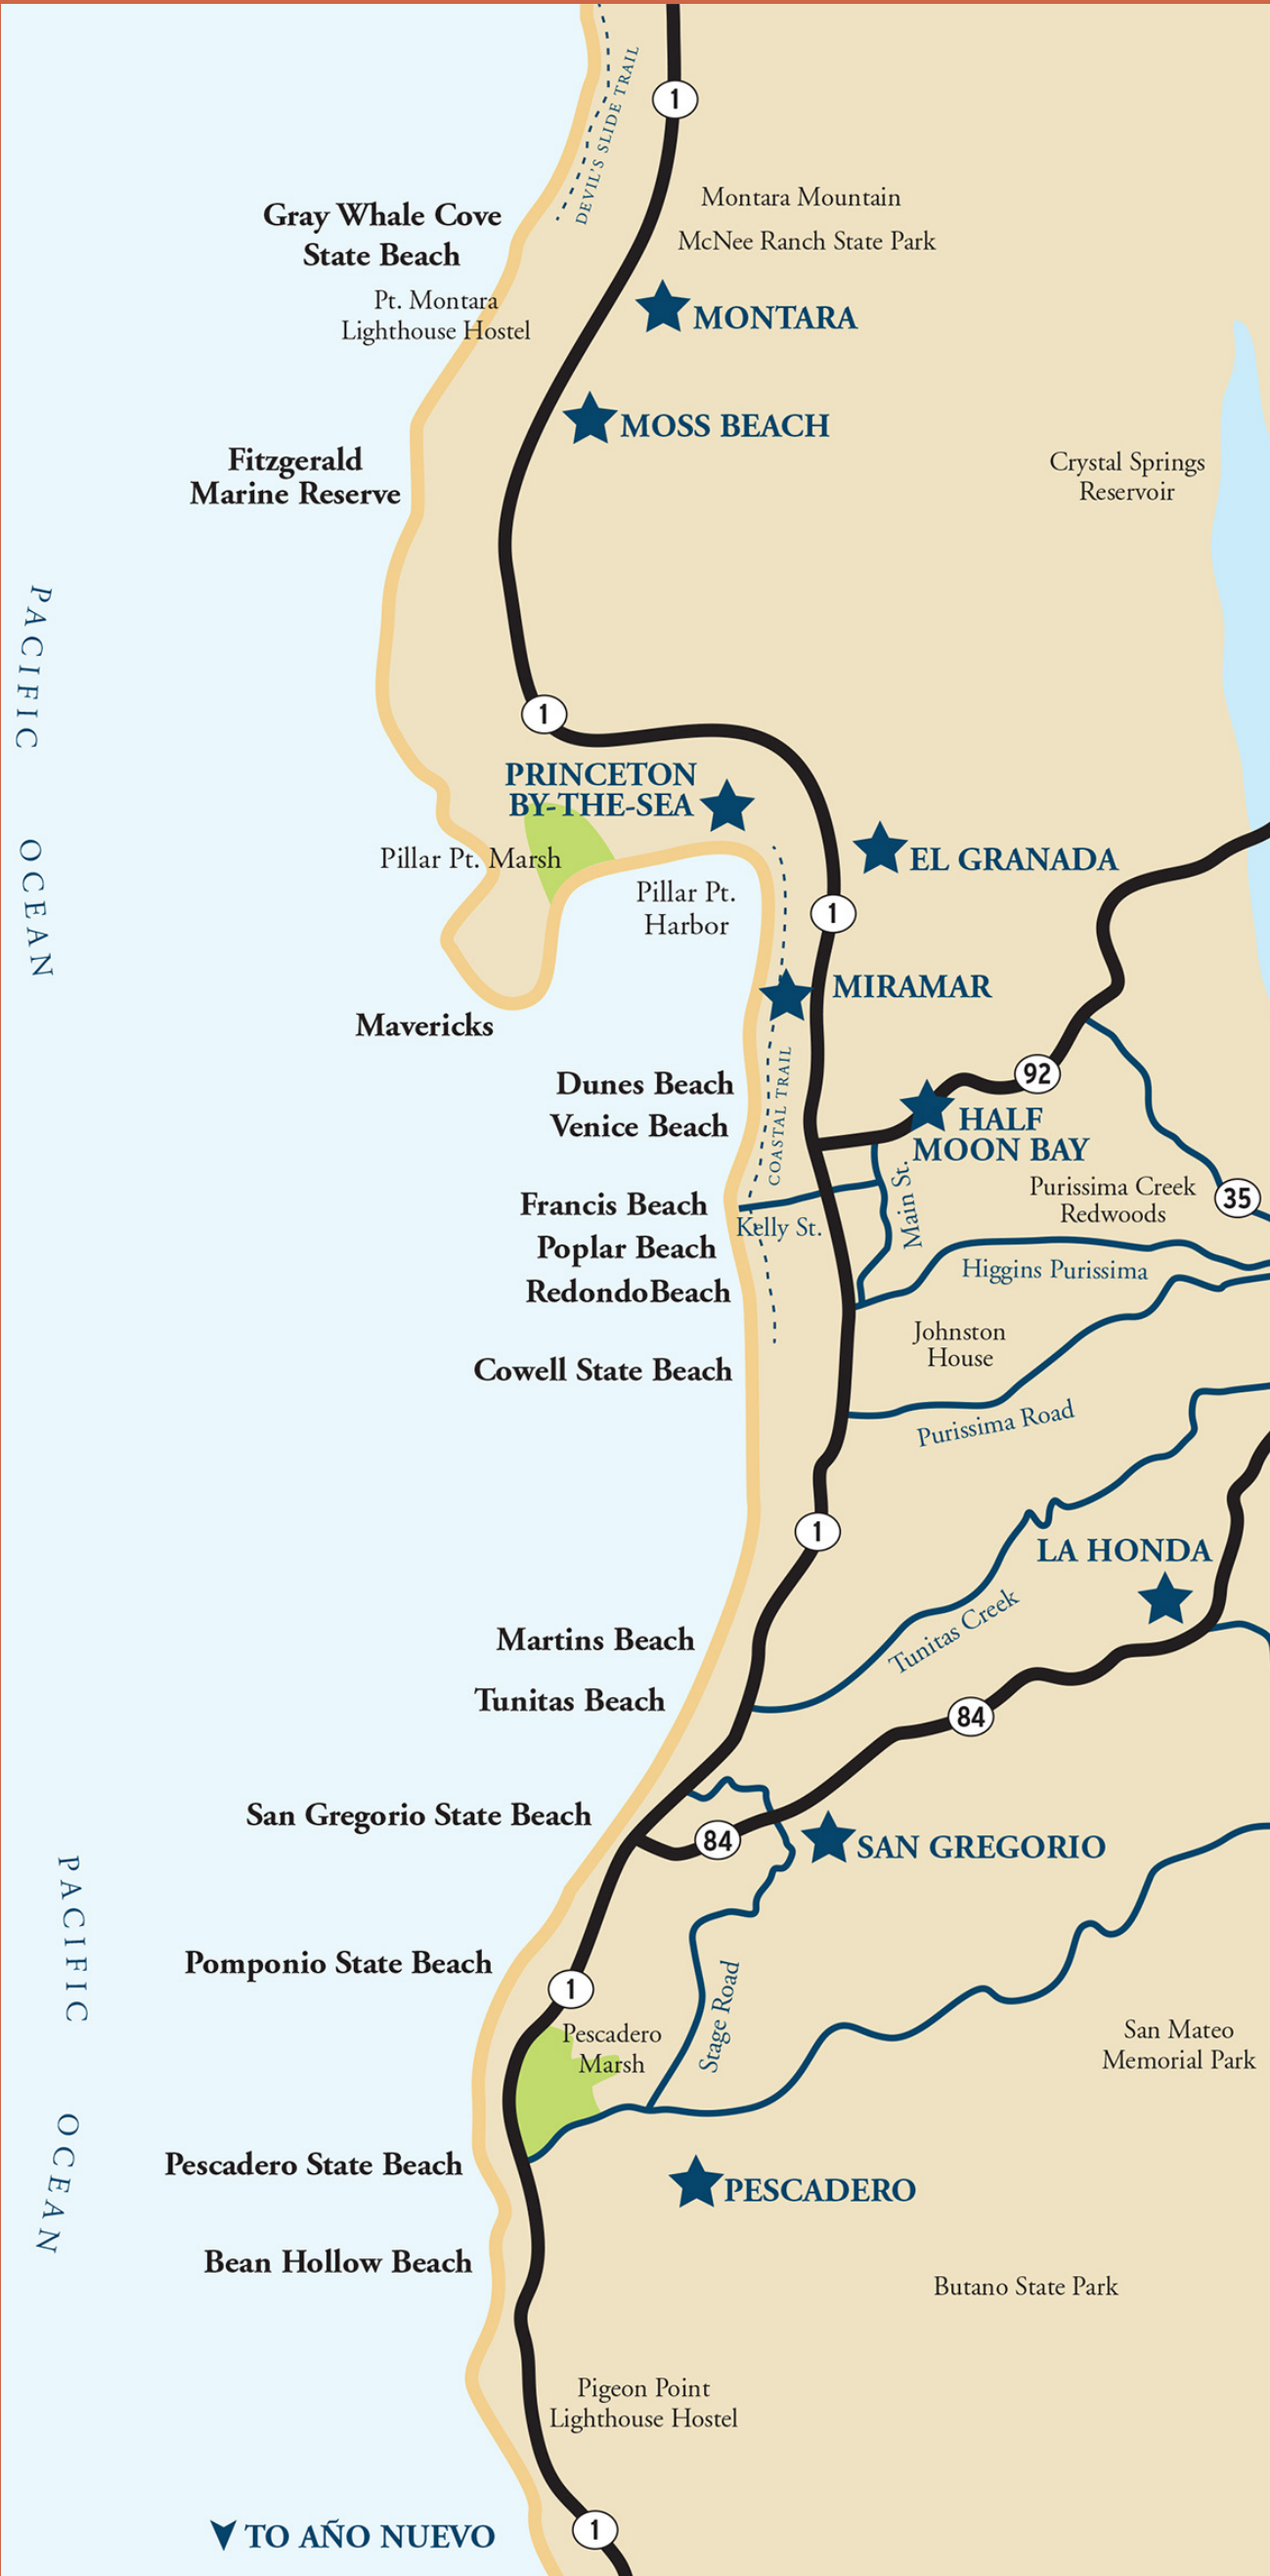 1
DEVIL'S SLIDE TRAIL
Montara Mountain
Gray Whale Cove
State Beach
McNee Ranch State Park
Pt. Montara
Lighthouse Hostel
MONTARA
MOSS BEACH
Fitzgerald
Marine Reserve
Crystal Springs
Reservoir
PACIFIC
OCEAN
1
PRINCETON
BY-THE-SEA
Pillar Pt. Marsh
EL GRANADA
Pillar Pt.
Harbor
1
MIRAMAR
Mavericks
Dunes Beach
Venice Beach
COASTAL TRAIL
92
HALF
MOON BAY
Main St.
Purissima Creek
Redwoods
35
Francis Beach
Kelly St.
Poplar Beach
Higgins Purissima
RedondoBeach
Johnston
House
Cowell State Beach
Purissima Road
1
LA HONDA
Tunitas Creek
Martins Beach
Tunitas Beach
84
San Gregorio State Beach
84
SAN GREGORIO
PACIFIC
OCEAN
Pomponio State Beach
1
Stage Road
Pescadero
Marsh
San Mateo
Memorial Park
Pescadero State Beach
PESCADERO
Bean Hollow Beach
Butano State Park
Pigeon Point
Lighthouse Hostel
TO AÑO NUEVO
1